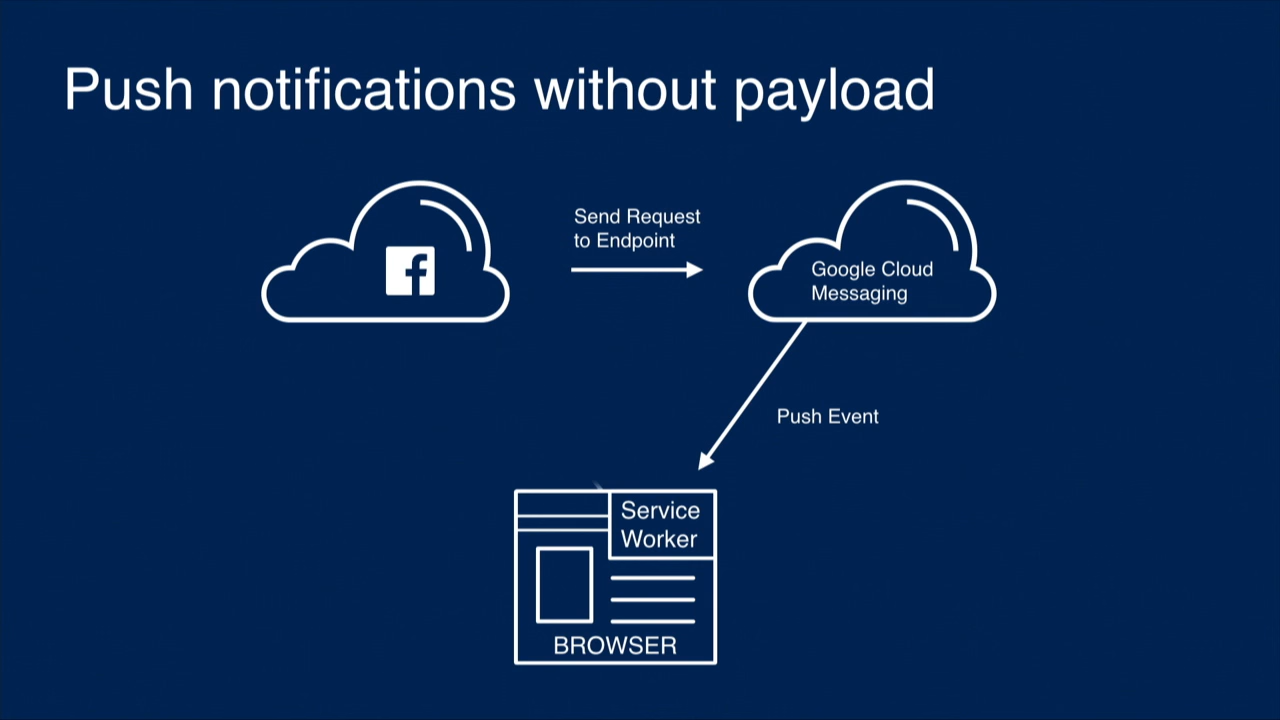 Push notifications without payload
Send Request
to Endpoint
Google Cloud
Messaging
Push Event
Service
Worker
BROWSER